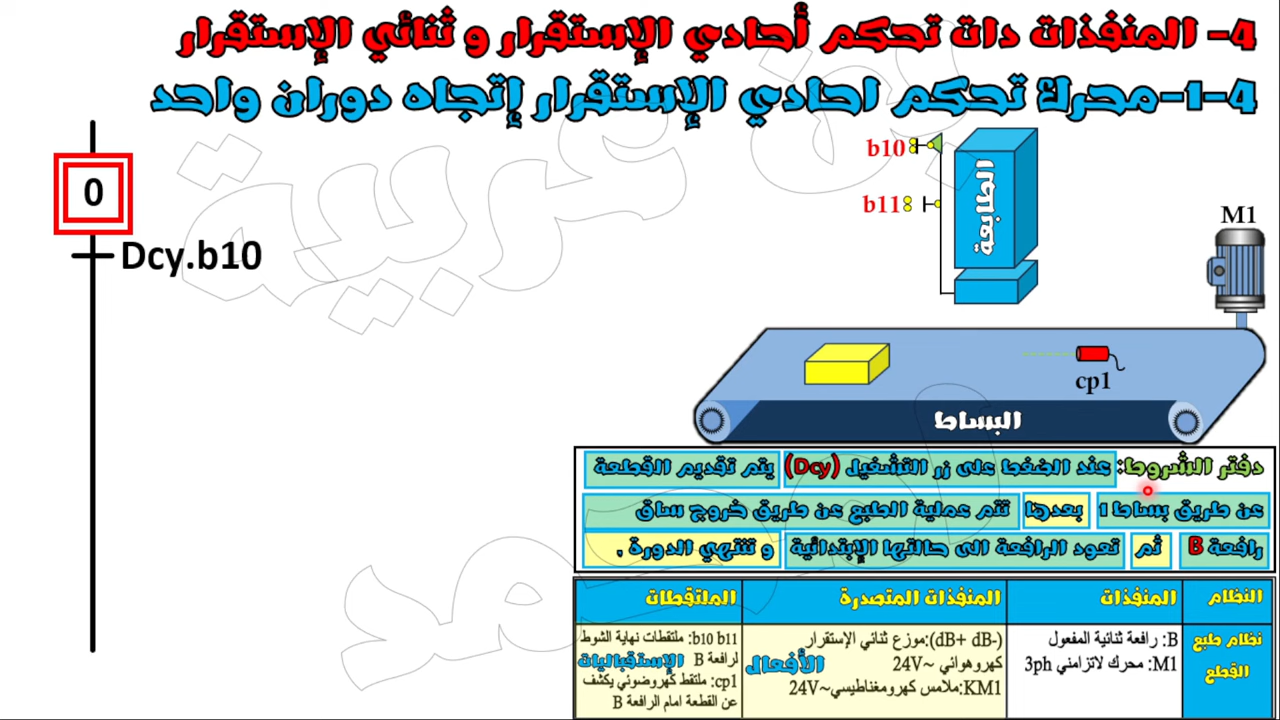 4- المنفذات دات تحكم أحادي الإستقرار و ثنائي الإستقرار
4-1-محرك تحكم احادي الإستقرار إتجاه دوران واحد
0
Dcy.b10
b10
b11
الطابعة
M1
cp1
البساط
دفتر الشروط: عند الضغط على زر التشغيل (Dcy) يتم تقديم القطعة
عن طريق بساط 1 بعدها تتم عملية الطبع عن طريق خروج ساق
رافعة B ثم تعود الرافعة الى حالتها الإبتدائية و تنتهي الدورة .
النظام المنفذات المنفذات المتصدرة الملتقطات
نظام طبع القطع
B: رافعة ثنائية المفعول
M1: محرك لاتزامني 3ph
(dB+ dB-):موزع ثنائي الإستقرار
كهروهوائي ~24V
الأفعال
KM1:ملامس كهرومغناطيسي~24V
b10 b11: ملتقطات نهاية الشوط
لرافعة B
الإستقباليات
cp1: ملتقط كهروضوئي يكشف
عن القطعة امام الرافعة B
بن عربية
محمد